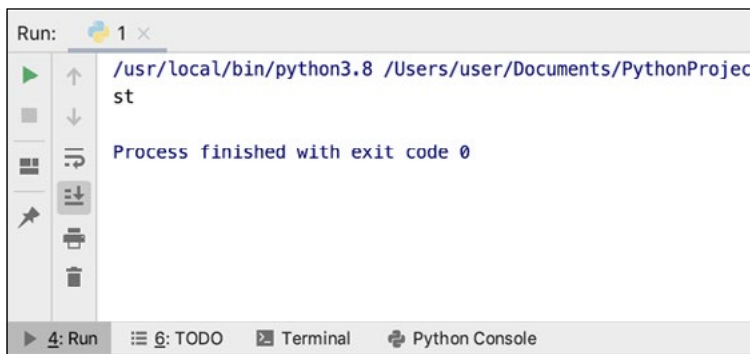 Run: 1 ×
/usr/local/bin/python3.8 /Users/user/Documents/PythonProjec
st
Process finished with exit code 0
4: Run 6: TODO Terminal Python Console